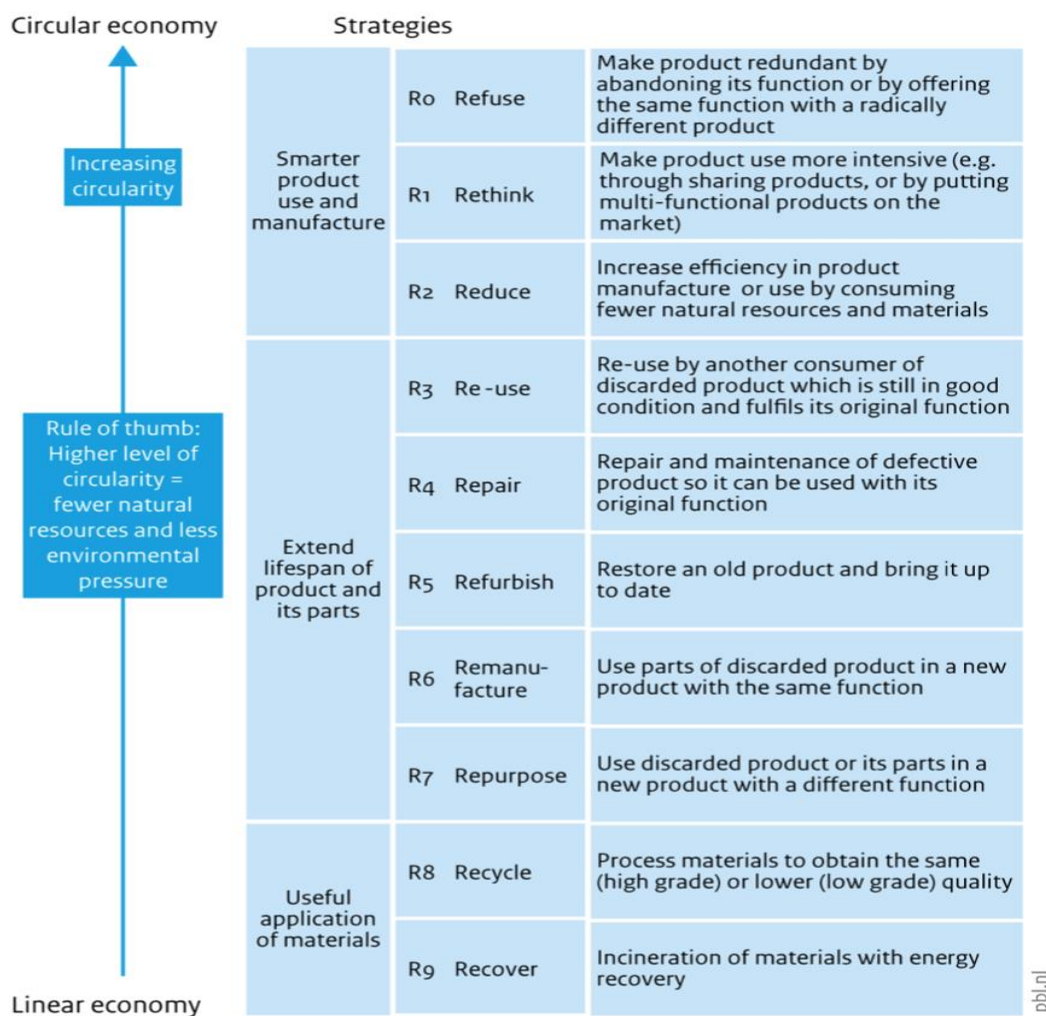 Circular economy
Strategies
Increasing
circularity
Rule of thumb:
Higher level of
circularity =
fewer natural
resources and less
environmental
pressure
Linear economy
Smarter
product
use and
manufacture
R0 Refuse
Make product redundant by
abandoning its function or by offering
the same function with a radically
different product
R1 Rethink
Make product use more intensive (e.g.
through sharing products, or by putting
multi-functional products on the
market)
R2 Reduce
Increase efficiency in product
manufacture or use by consuming
fewer natural resources and materials
Extend
lifespan of
product and
its parts
R3 Re-use
Re-use by another consumer of
discarded product which is still in good
condition and fulfils its original function
R4 Repair
Repair and maintenance of defective
product so it can be used with its
original function
R5 Refurbish
Restore an old product and bring it up
to date
R6 Remanu-
facture
Use parts of discarded product in a new
product with the same function
R7 Repurpose
Use discarded product or its parts in a
new product with a different function
Useful
application
of materials
R8 Recycle
Process materials to obtain the same
(high grade) or lower (low grade) quality
R9 Recover
Incineration of materials with energy
recovery
pbl.nl